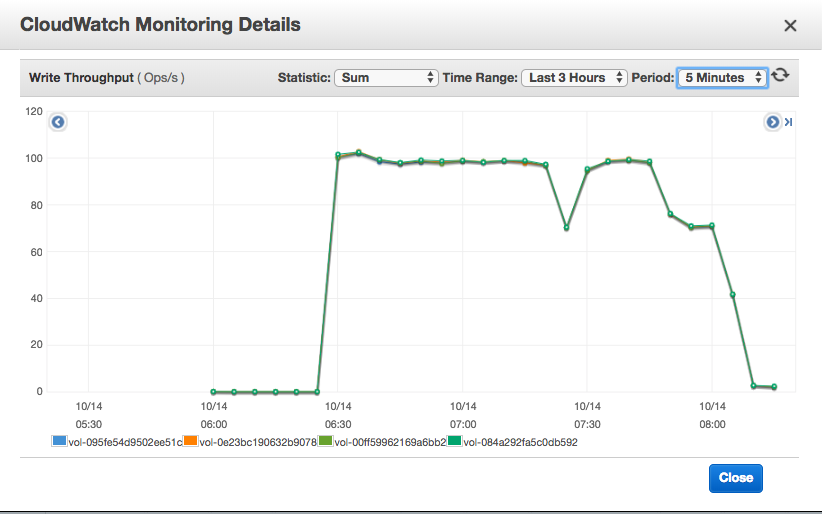 CloudWatch Monitoring Details
Write Throughput ( Ops/s ) Statistic: Sum Time Range: Last 3 Hours Period: 5 Minutes
120
100
80
60
40
20
0
10/14 10/14 10/14 10/14 10/14 10/14
05:30 06:00 06:30 07:00 07:30 08:00
vol-095fe54d9502ee51c vol-0e23bc190632b9078 vol-00ff59962169a6bb2 vol-084a292fa5c0db592
Close